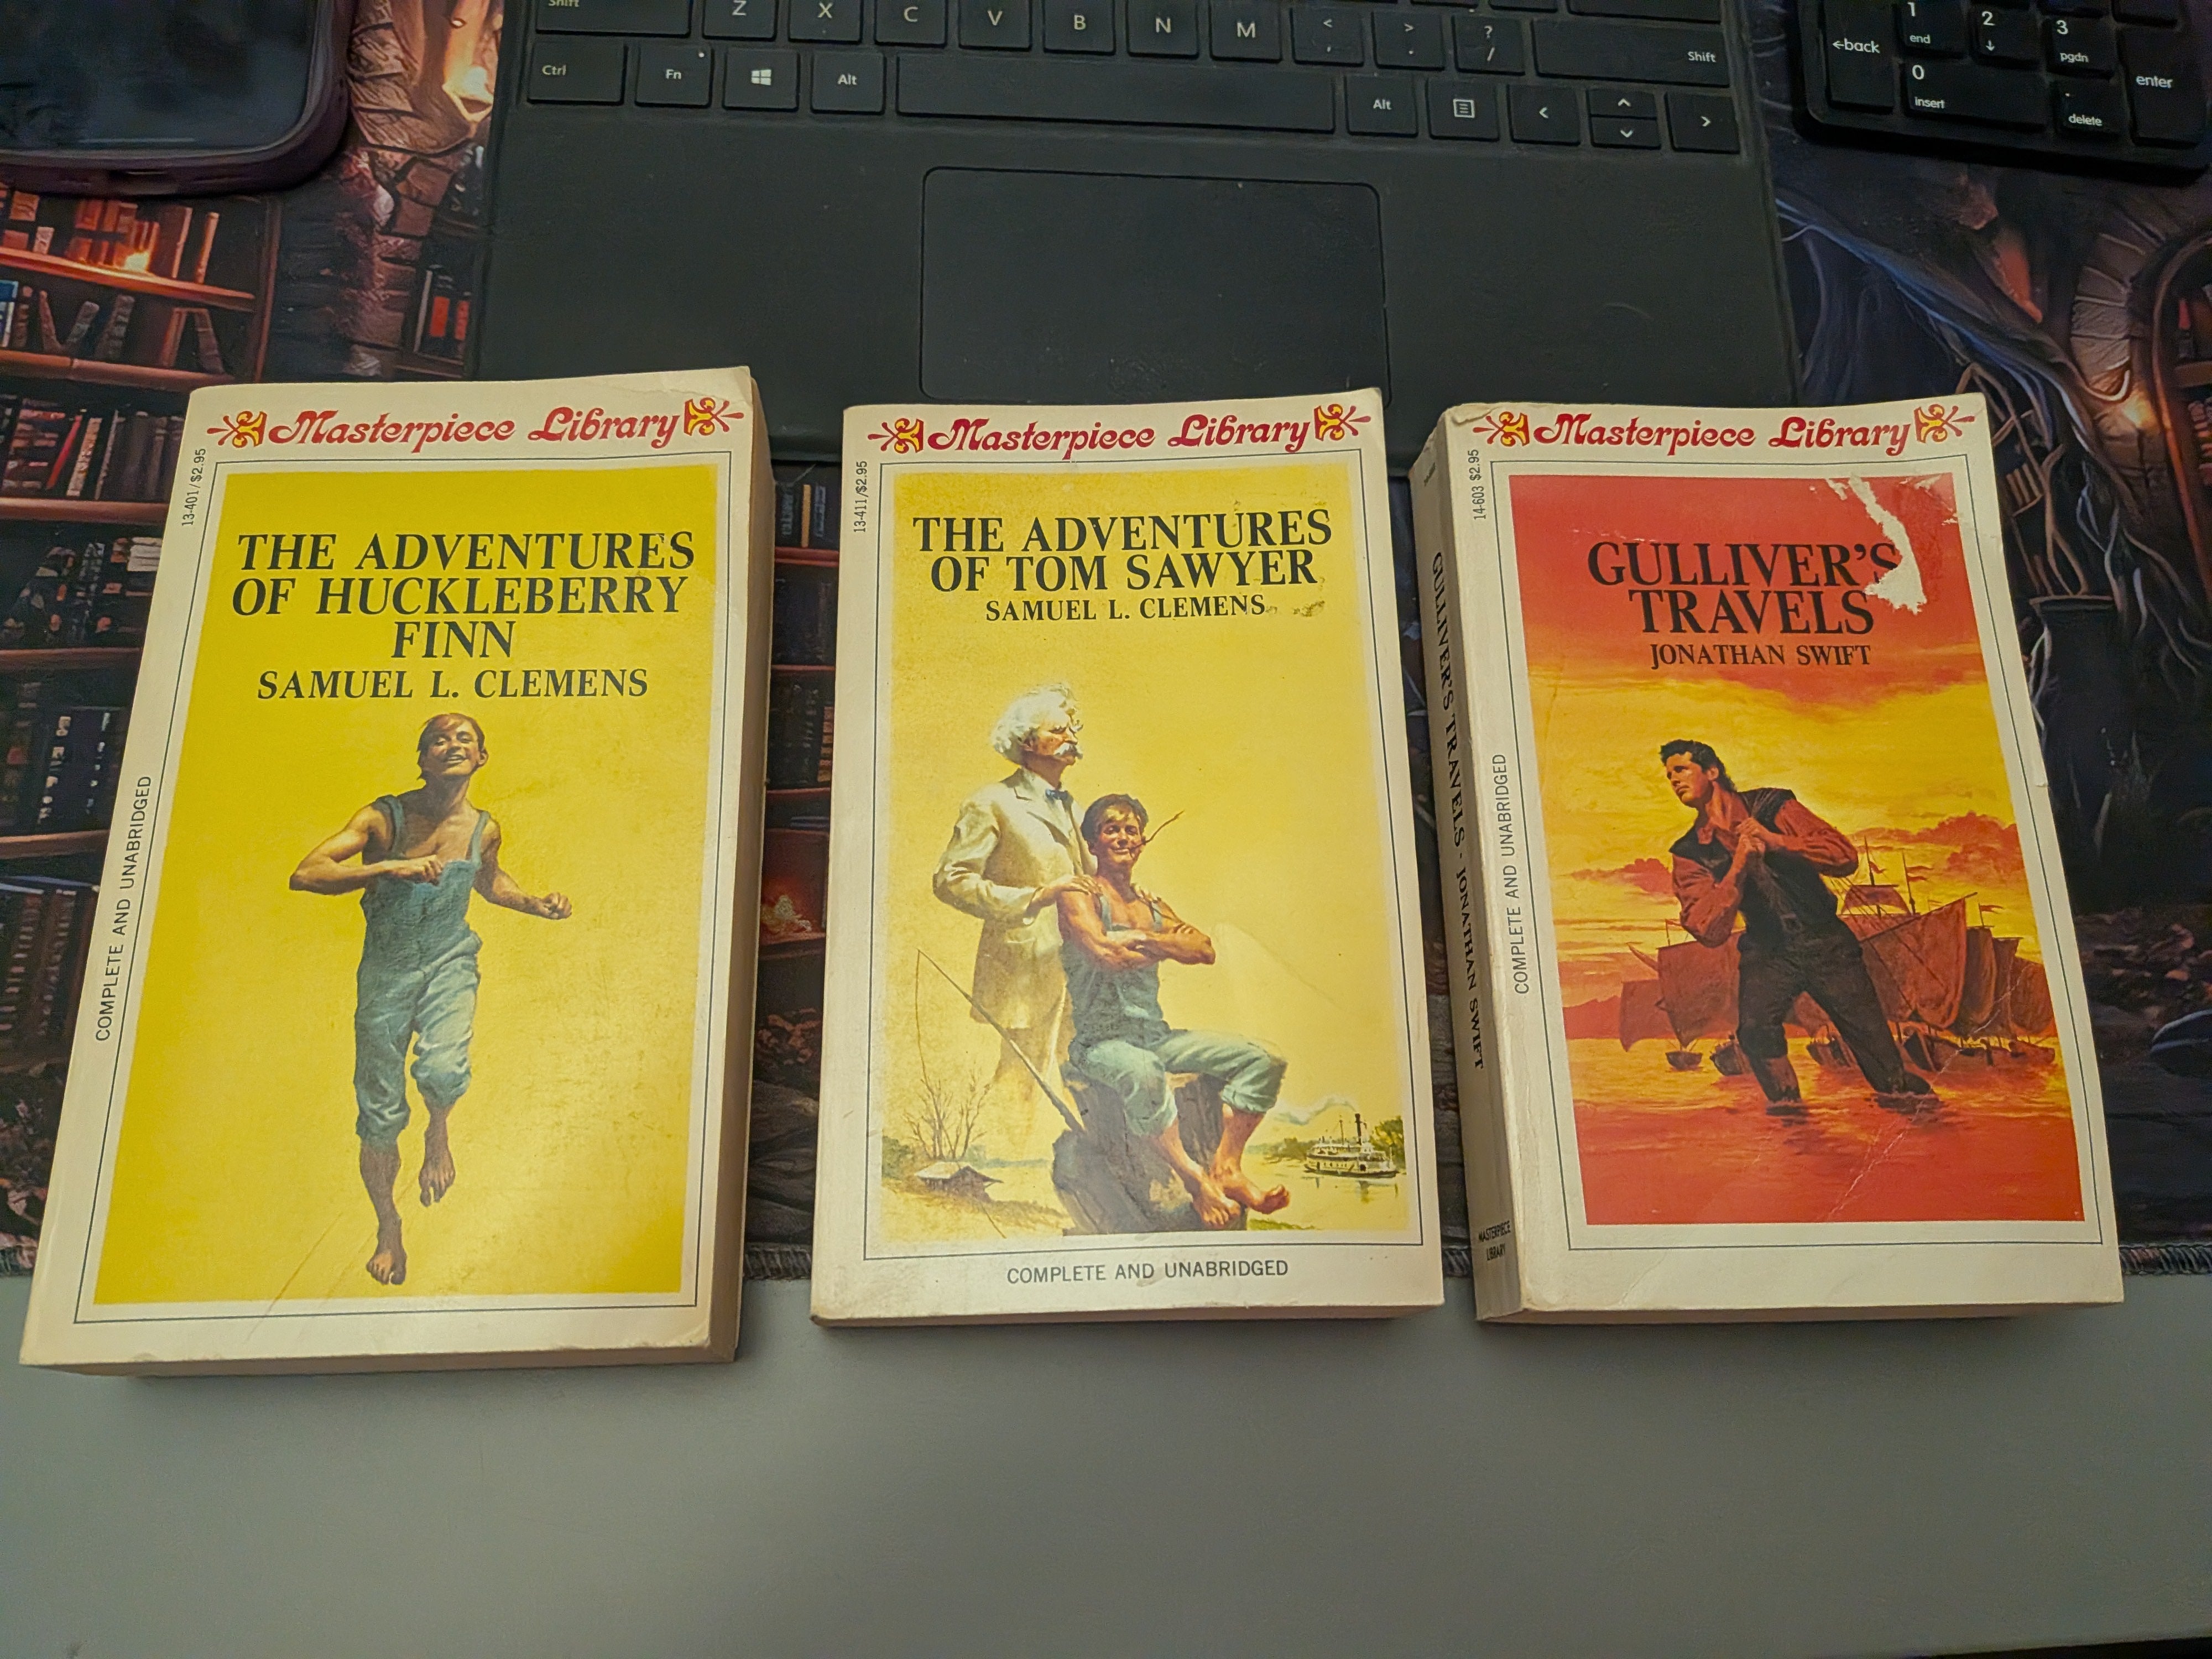 Shift
Z
X
C
V
B
N
M
<
,
>
.
?
/
Shift
Ctrl
Fn
Alt
Alt
<
>
←back
1
end
2
↓
3
pgdn
0
insert
.
delete
enter
Masterpiece Library
13-401/$2.95
THE ADVENTURES
OF HUCKLEBERRY
FINN
SAMUEL L. CLEMENS
COMPLETE AND UNABRIDGED
Masterpiece Library
13-411/$2.95
THE ADVENTURES
OF TOM SAWYER
SAMUEL L. CLEMENS
COMPLETE AND UNABRIDGED
GULLIVER'S TRAVELS · JONATHAN SWIFT
MASTERPIECE
LIBRARY
Masterpiece Library
14-603 $2.95
GULLIVER'S
TRAVELS
JONATHAN SWIFT
COMPLETE AND UNABRIDGED